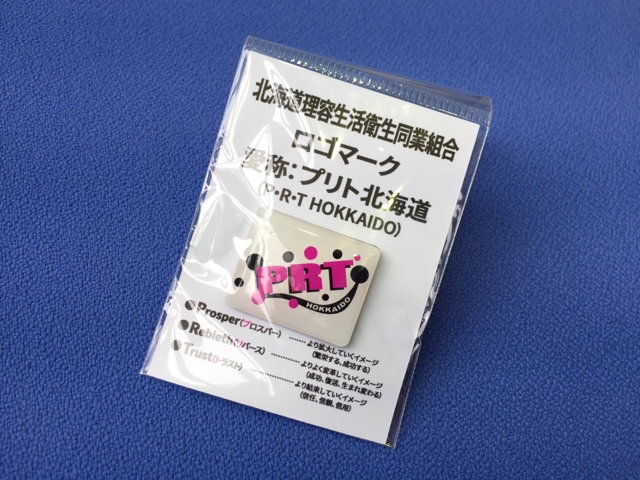 北海道理容生活衛生同業組合
ロゴマーク
愛称：プリト北海道
(P・R・T HOKKAIDO)
PRT
HOKKAIDO
●Prosper(プロスパー) ........ より拡大していくイメージ
(繁栄する、成功する)
●Rebieth(リバース) ........... よりよく変革していくイメージ
(成功、復活、生まれ変わる)
●Trust(トラスト) ............... より結束していくイメージ
(信任、信頼、信用)